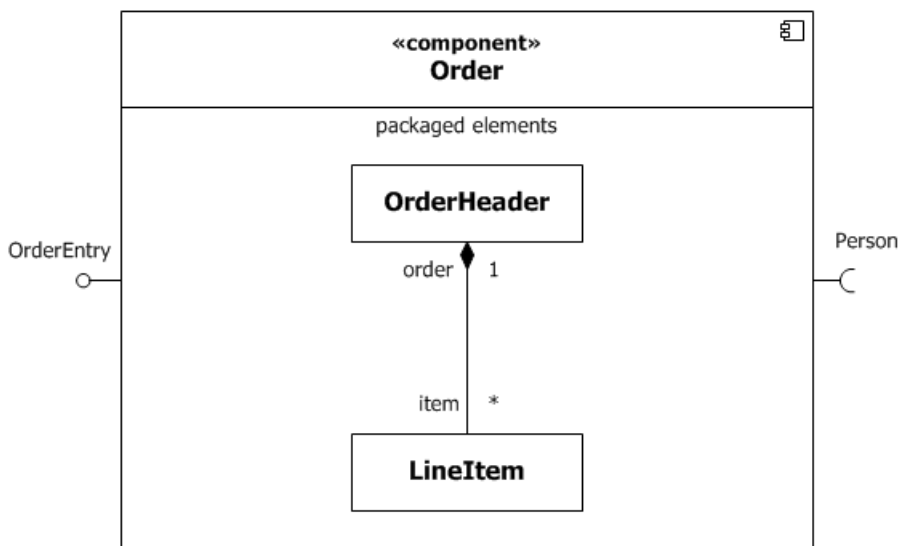 «component»
Order
packaged elements
OrderHeader
OrderEntry
Person
order 1
item *
LineItem